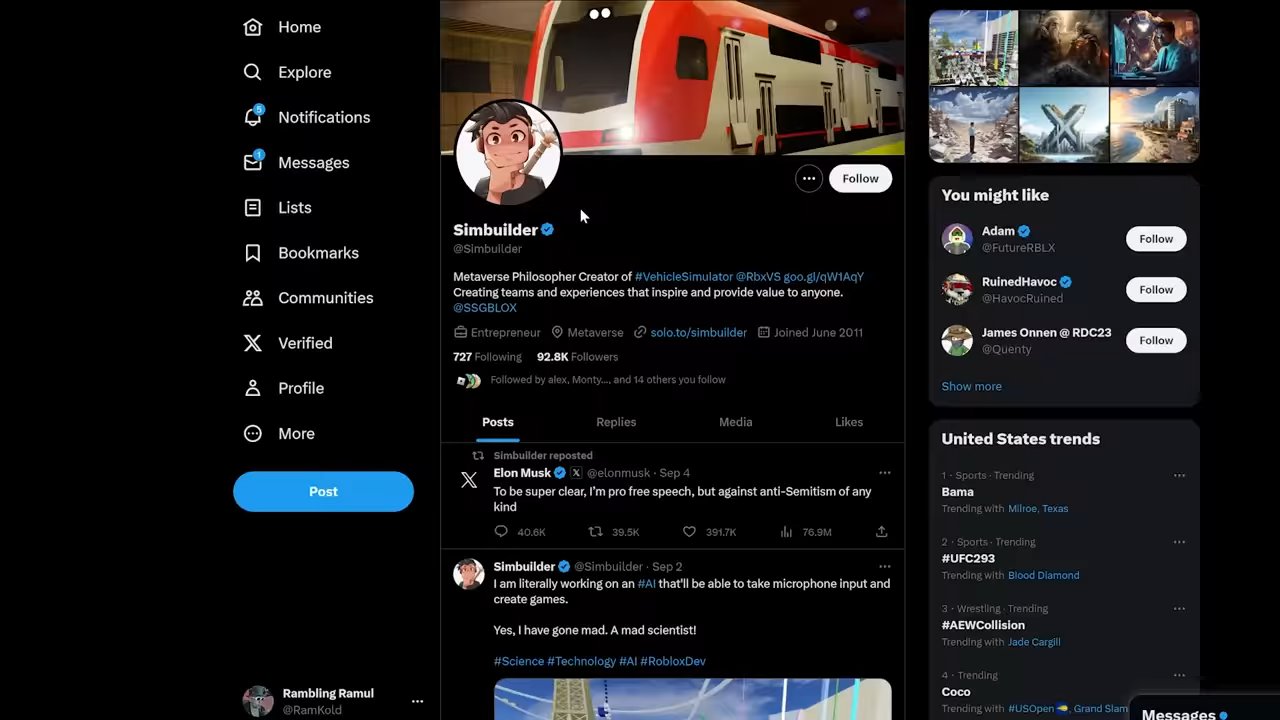 Home
Explore
5
Notifications
1
Messages
Lists
Bookmarks
Communities
Verified
Profile
More
Post
Rambling Ramul
@RamKold
Follow
Simbuilder
@Simbuilder
Metaverse Philosopher Creator of #VehicleSimulator @RbxVS goo.gl/qW1AqY
Creating teams and experiences that inspire and provide value to anyone.
@SSGBLOX
Entrepreneur Metaverse solo.to/simbuilder Joined June 2011
727 Following 92.8K Followers
Followed by alex, Monty..., and 14 others you follow
Posts Replies Media Likes
Simbuilder reposted
Elon Musk @elonmusk · Sep 4
To be super clear, I'm pro free speech, but against anti-Semitism of any
kind
40.6K 39.5K 391.7K 76.9M
Simbuilder @Simbuilder · Sep 2
I am literally working on an #AI that'll be able to take microphone input and
create games.
Yes, I have gone mad. A mad scientist!
#Science #Technology #AI #RobloxDev
You might like
Adam
@FutureRBLX
Follow
RuinedHavoc
@HavocRuined
Follow
James Onnen @ RDC23
@Quenty
Follow
Show more
United States trends
1 · Sports · Trending
Bama
Trending with Milroe, Texas
2 · Sports · Trending
#UFC293
Trending with Blood Diamond
3 · Wrestling · Trending
#AEWCollision
Trending with Jade Cargill
4 · Trending
Coco
Trending with #USOpen, Grand Slam
Messages